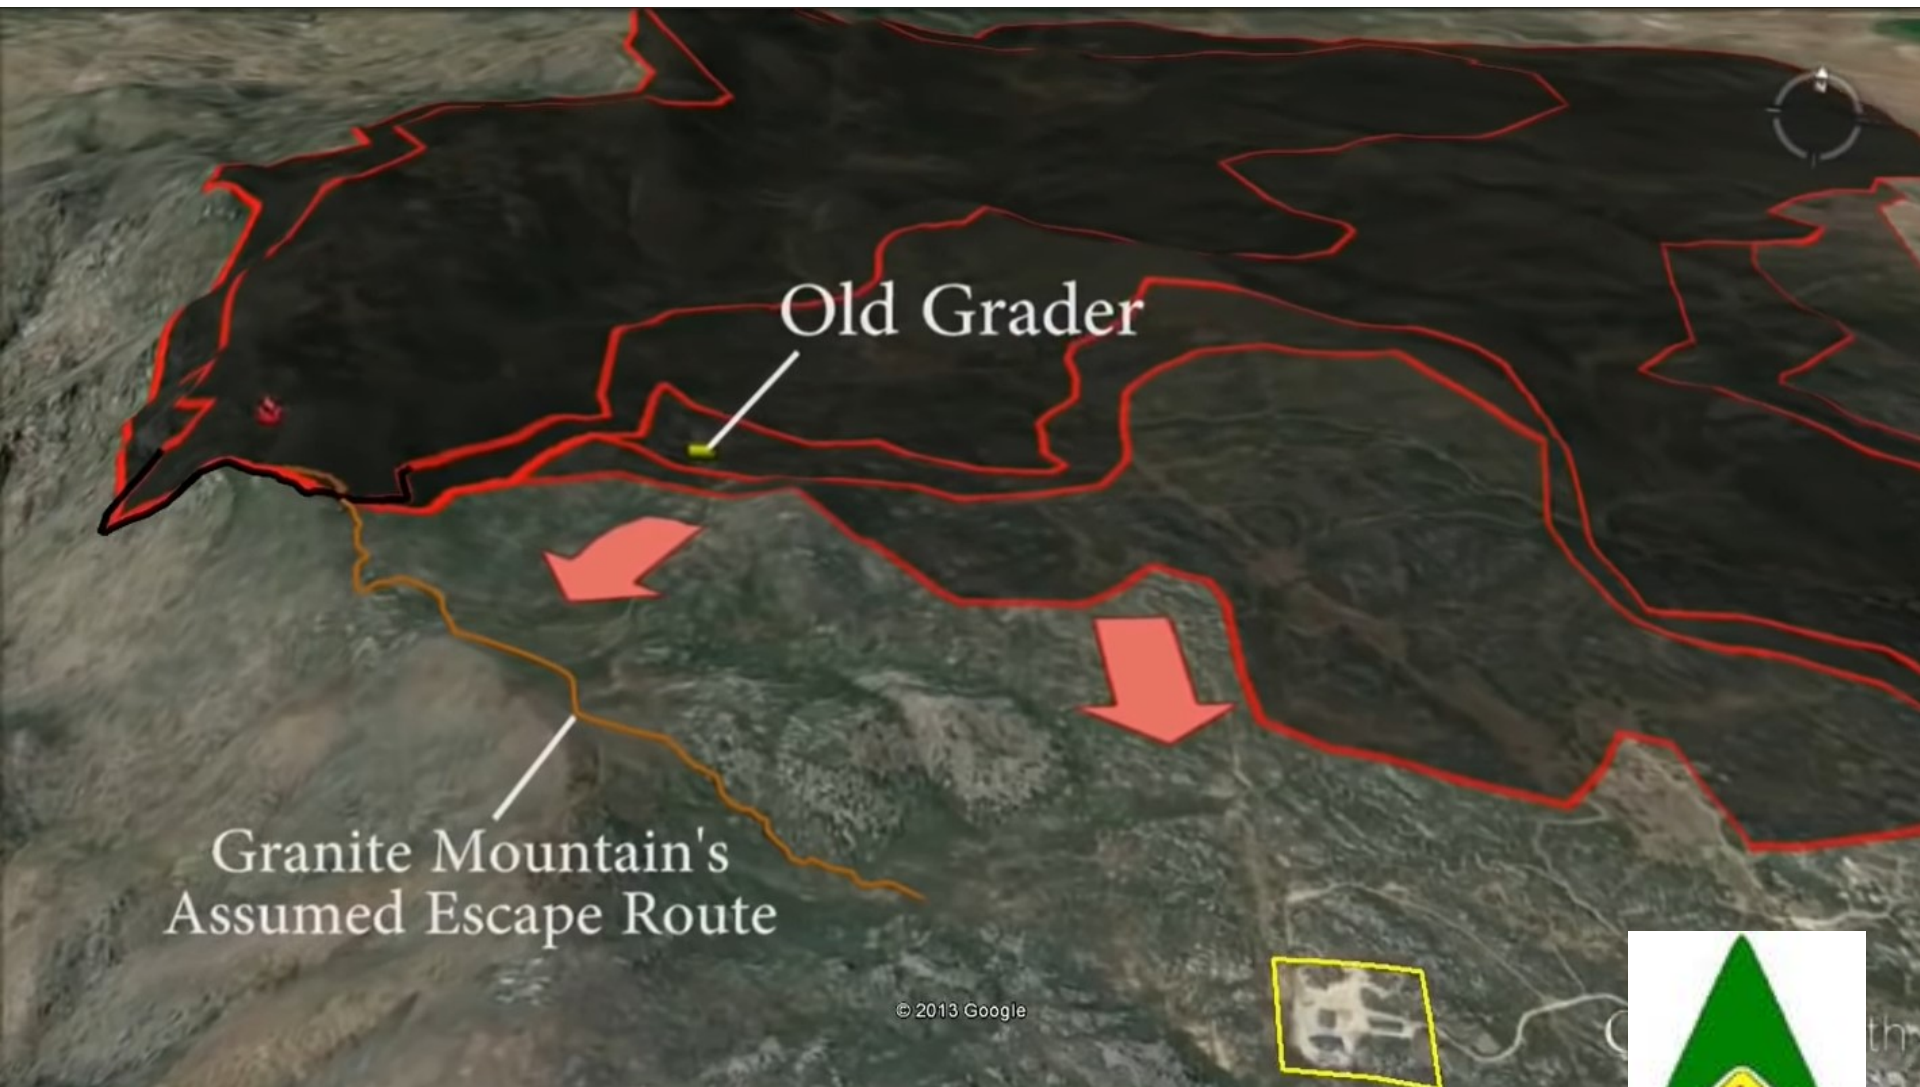 N
Old Grader
Granite Mountain's
Assumed Escape Route
© 2013 Google